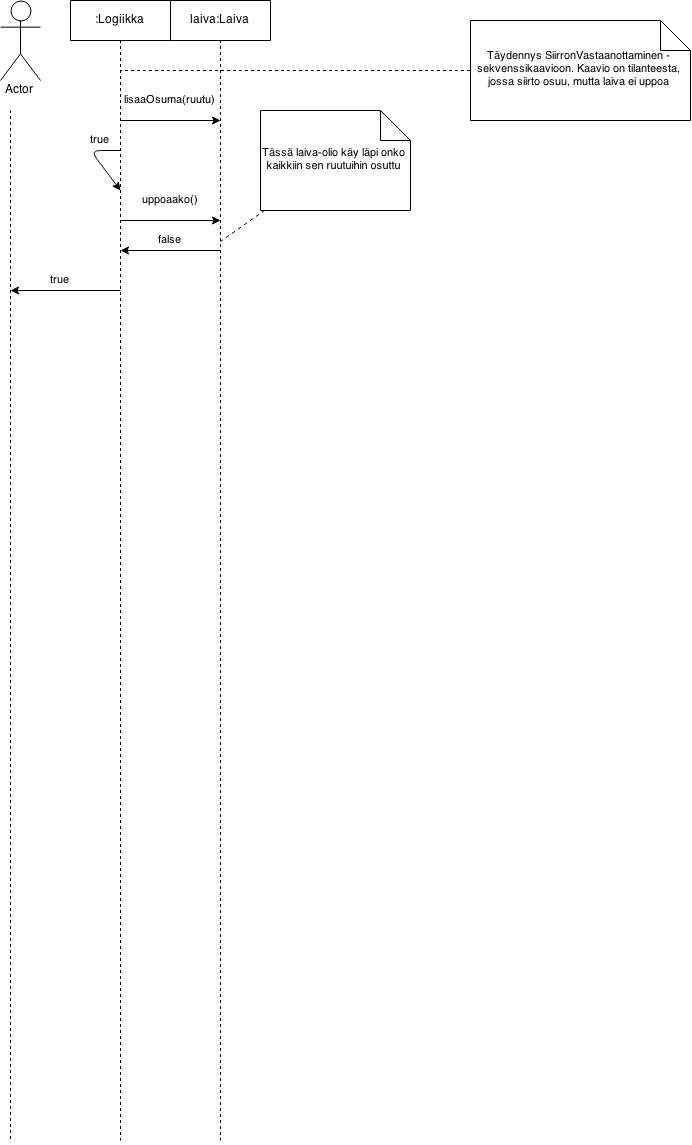 :Logiikka
laiva:Laiva
Actor
Täydennys SiirronVastaanottaminen -
sekvenssikaavioon. Kaavio on tilanteesta,
jossa siirto osuu, mutta laiva ei uppoa
lisaaOsuma(ruutu)
true
Tässä laiva-olio käy läpi onko
kaikkiin sen ruutuihin osuttu
uppoaako()
false
true